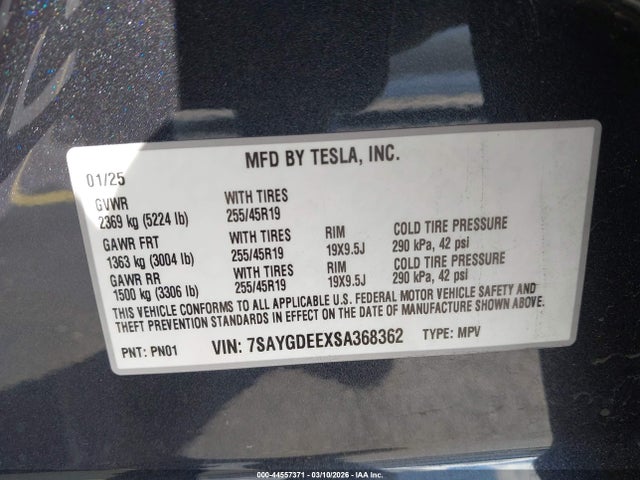 MFD BY TESLA, INC.
01/25
GVWR WITH TIRES
2369 kg (5224 lb) 255/45R19
GAWR FRT WITH TIRES RIM COLD TIRE PRESSURE
1363 kg (3004 lb) 255/45R19 19X9.5J 290 kPa, 42 psi
GAWR RR WITH TIRES RIM COLD TIRE PRESSURE
1500 kg (3306 lb) 255/45R19 19X9.5J 290 kPa, 42 psi
THIS VEHICLE CONFORMS TO ALL APPLICABLE U.S. FEDERAL MOTOR VEHICLE SAFETY AND
THEFT PREVENTION STANDARDS IN EFFECT ON THE DATE OF MANUFACTURE SHOWN ABOVE.
PNT: PN01 VIN: 7SAYGDEEXSA368362 TYPE: MPV
000-44557371 - 03/10/2026 - IAA Inc.